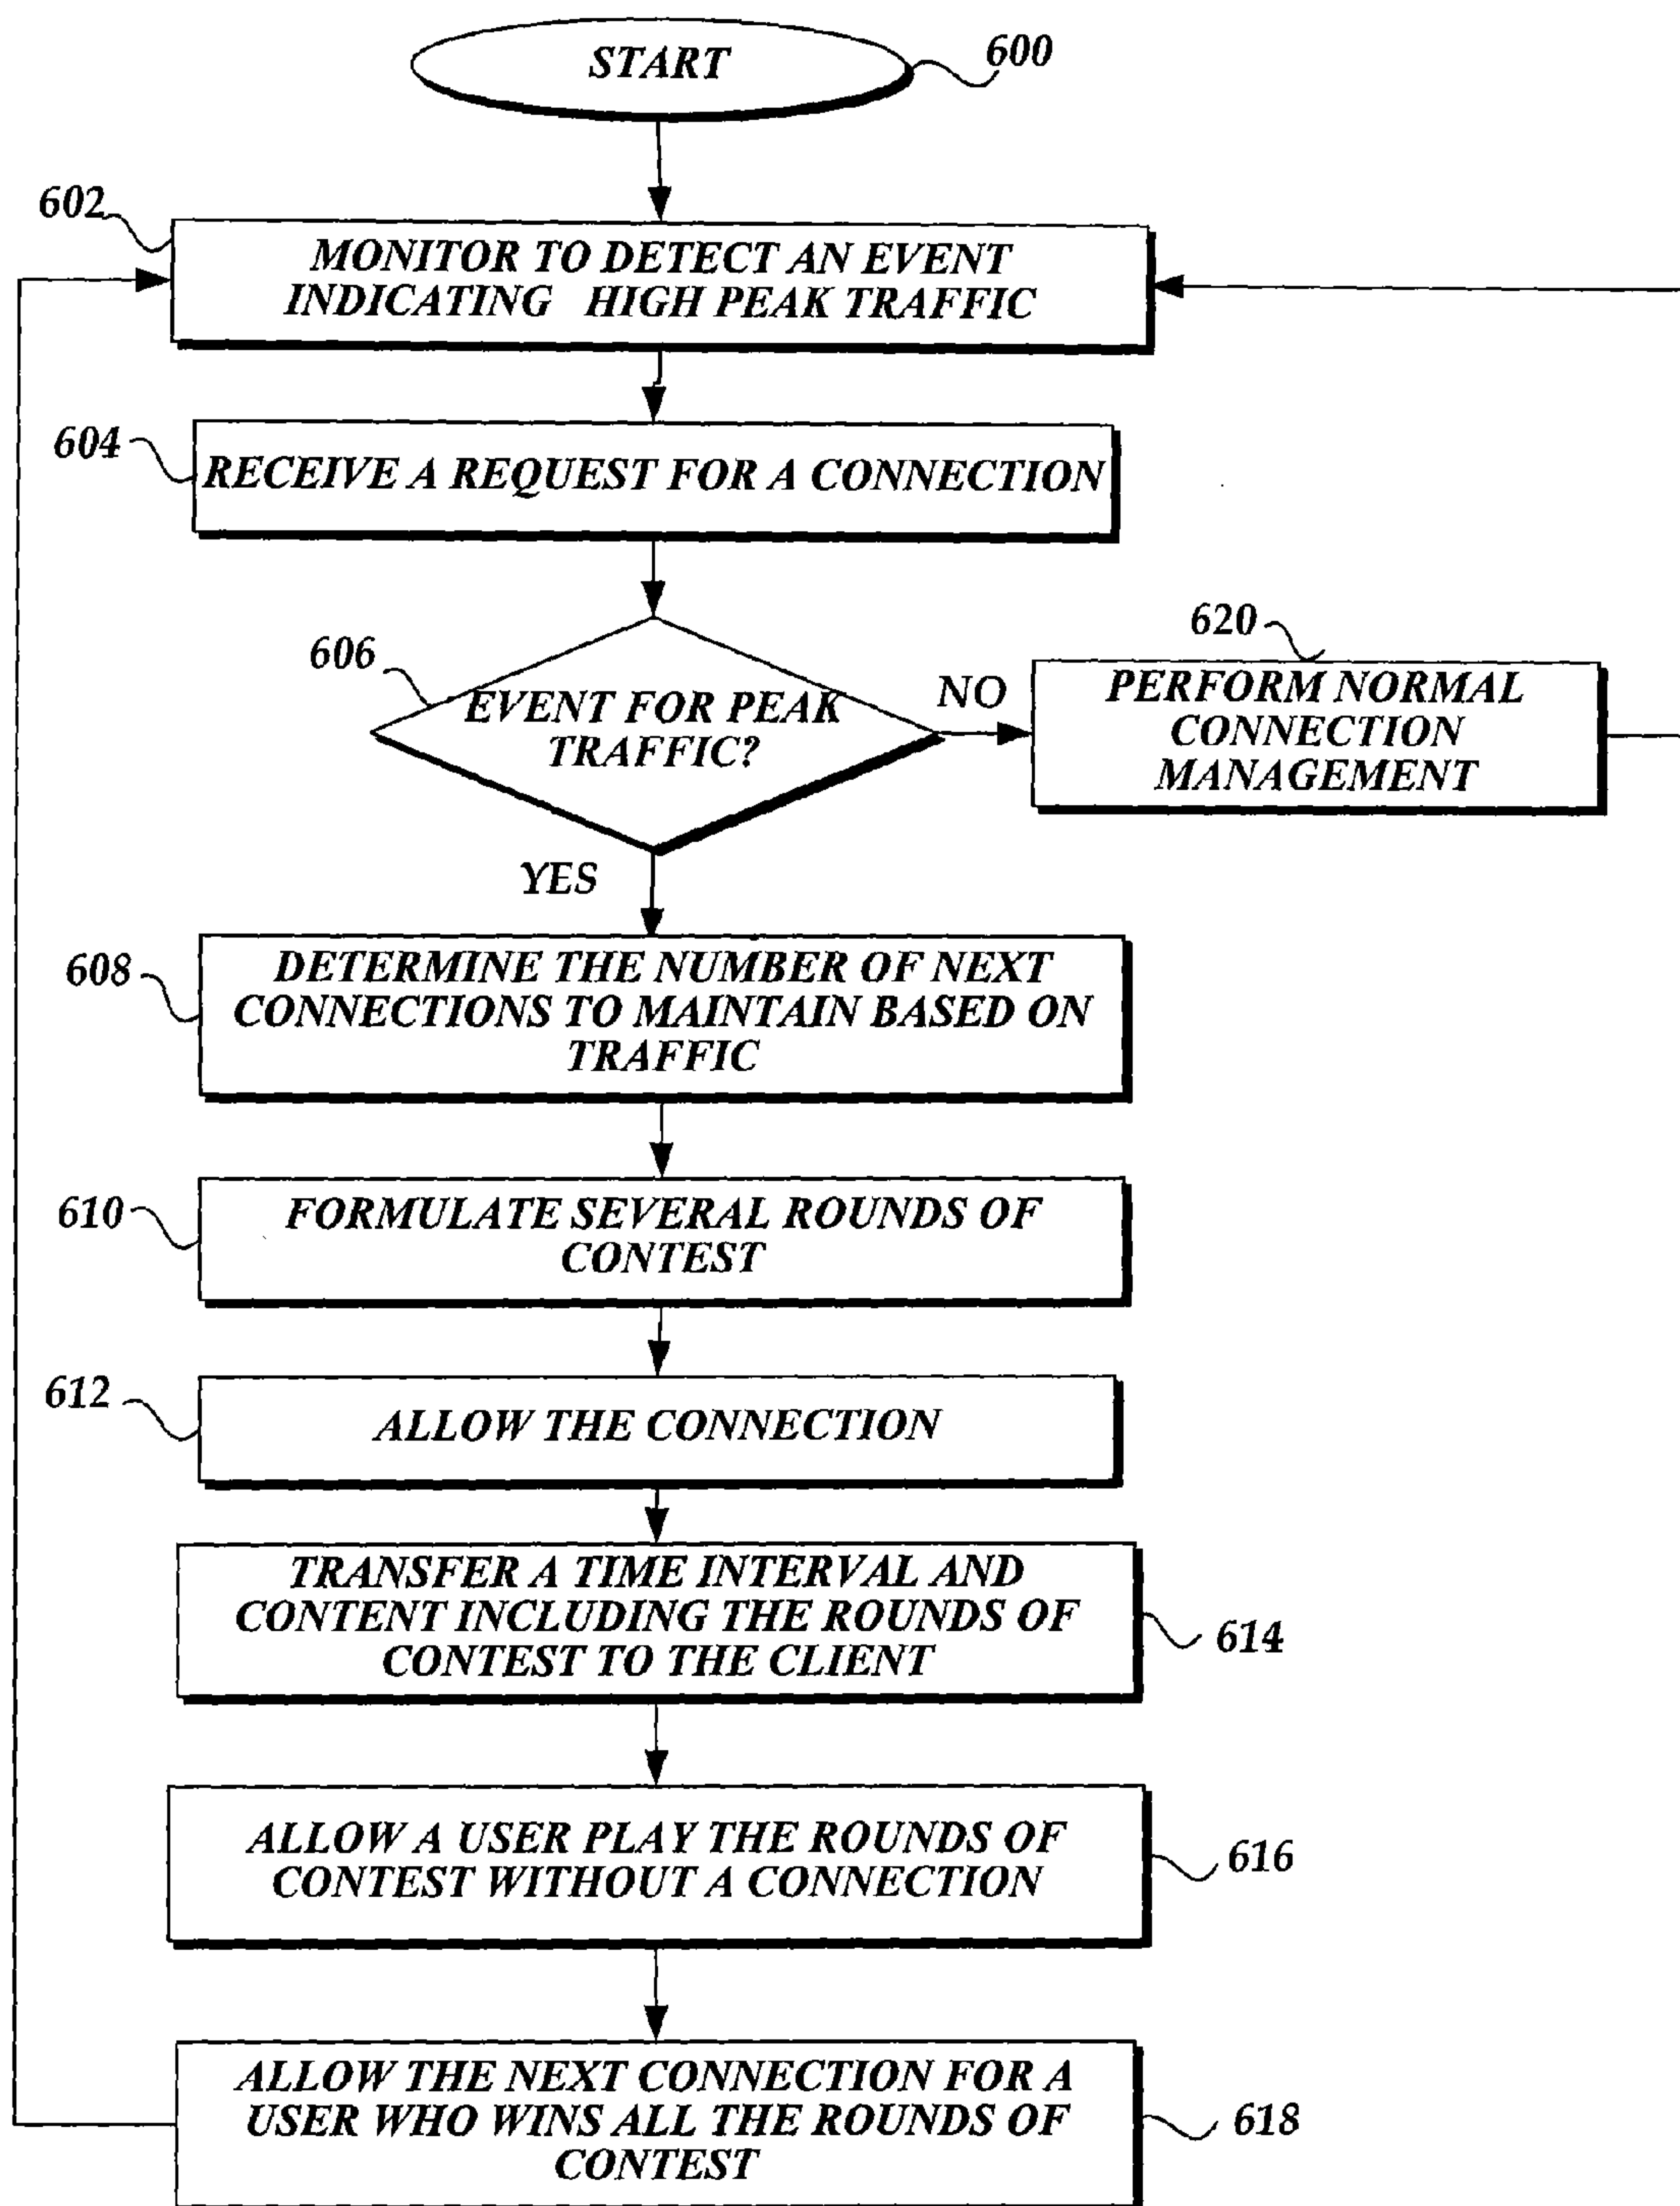 START
600
602
MONITOR TO DETECT AN EVENT
INDICATING HIGH PEAK TRAFFIC
604
RECEIVE A REQUEST FOR A CONNECTION
606
EVENT FOR PEAK
TRAFFIC?
NO
620
PERFORM NORMAL
CONNECTION
MANAGEMENT
YES
608
DETERMINE THE NUMBER OF NEXT
CONNECTIONS TO MAINTAIN BASED ON
TRAFFIC
610
FORMULATE SEVERAL ROUNDS OF
CONTEST
612
ALLOW THE CONNECTION
TRANSFER A TIME INTERVAL AND
CONTENT INCLUDING THE ROUNDS OF
CONTEST TO THE CLIENT
614
ALLOW A USER PLAY THE ROUNDS OF
CONTEST WITHOUT A CONNECTION
616
ALLOW THE NEXT CONNECTION FOR A
USER WHO WINS ALL THE ROUNDS OF
CONTEST
618